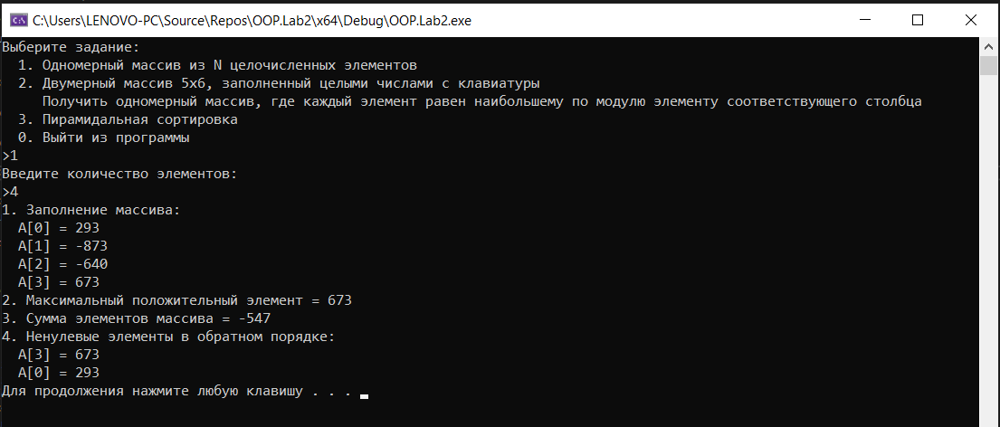 C:\Users\LENOVO-PC\Source\Repos\OOP.Lab2\x64\Debug\OOP.Lab2.exe
Выберите задание:
  1. Одномерный массив из N целочисленных элементов
  2. Двумерный массив 5x6, заполненный целыми числами с клавиатуры
     Получить одномерный массив, где каждый элемент равен наибольшему по модулю элементу соответствующего столбца
  3. Пирамидальная сортировка
  0. Выйти из программы
>1
Введите количество элементов:
>4
1. Заполнение массива:
  A[0] = 293
  A[1] = -873
  A[2] = -640
  A[3] = 673
2. Максимальный положительный элемент = 673
3. Сумма элементов массива = -547
4. Ненулевые элементы в обратном порядке:
  A[3] = 673
  A[0] = 293
Для продолжения нажмите любую клавишу . . .